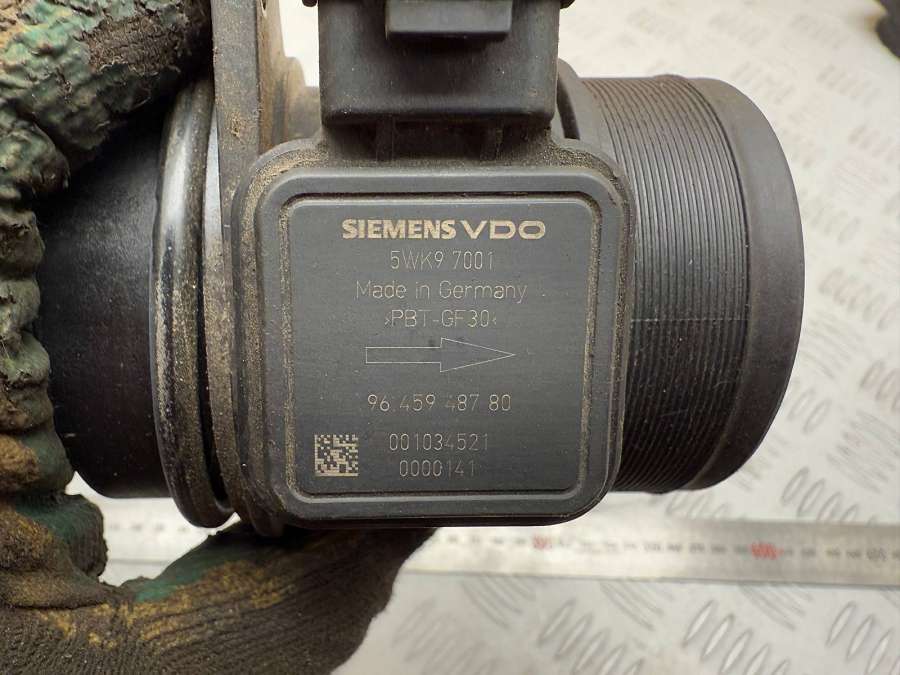 SIEMENS VDO
5WK9 7001
Made in Germany
›PBT-GF30‹
96 459 487 80
001034521
0000141